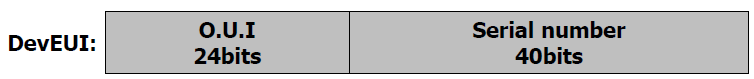 DevEUI:
O.U.I
24bits
Serial number
40bits